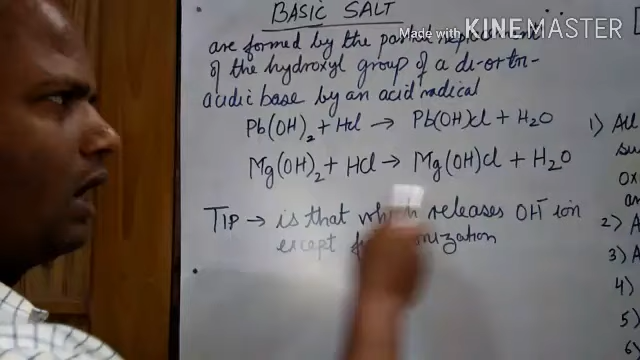 BASIC SALT
Made with KINEMASTER
are formed by the partial replacement
of the hydroxyl group of a di-or tri-
acidic base by an acid radical
Pb(OH)2 + Hcl → Pb(OH)cl + H2O
Mg(OH)2 + Hcl → Mg(OH)cl + H2O
TIP → is that which releases OH⁻ ion
except ionization
1) All
2) A
3) A
4)
5)
6)